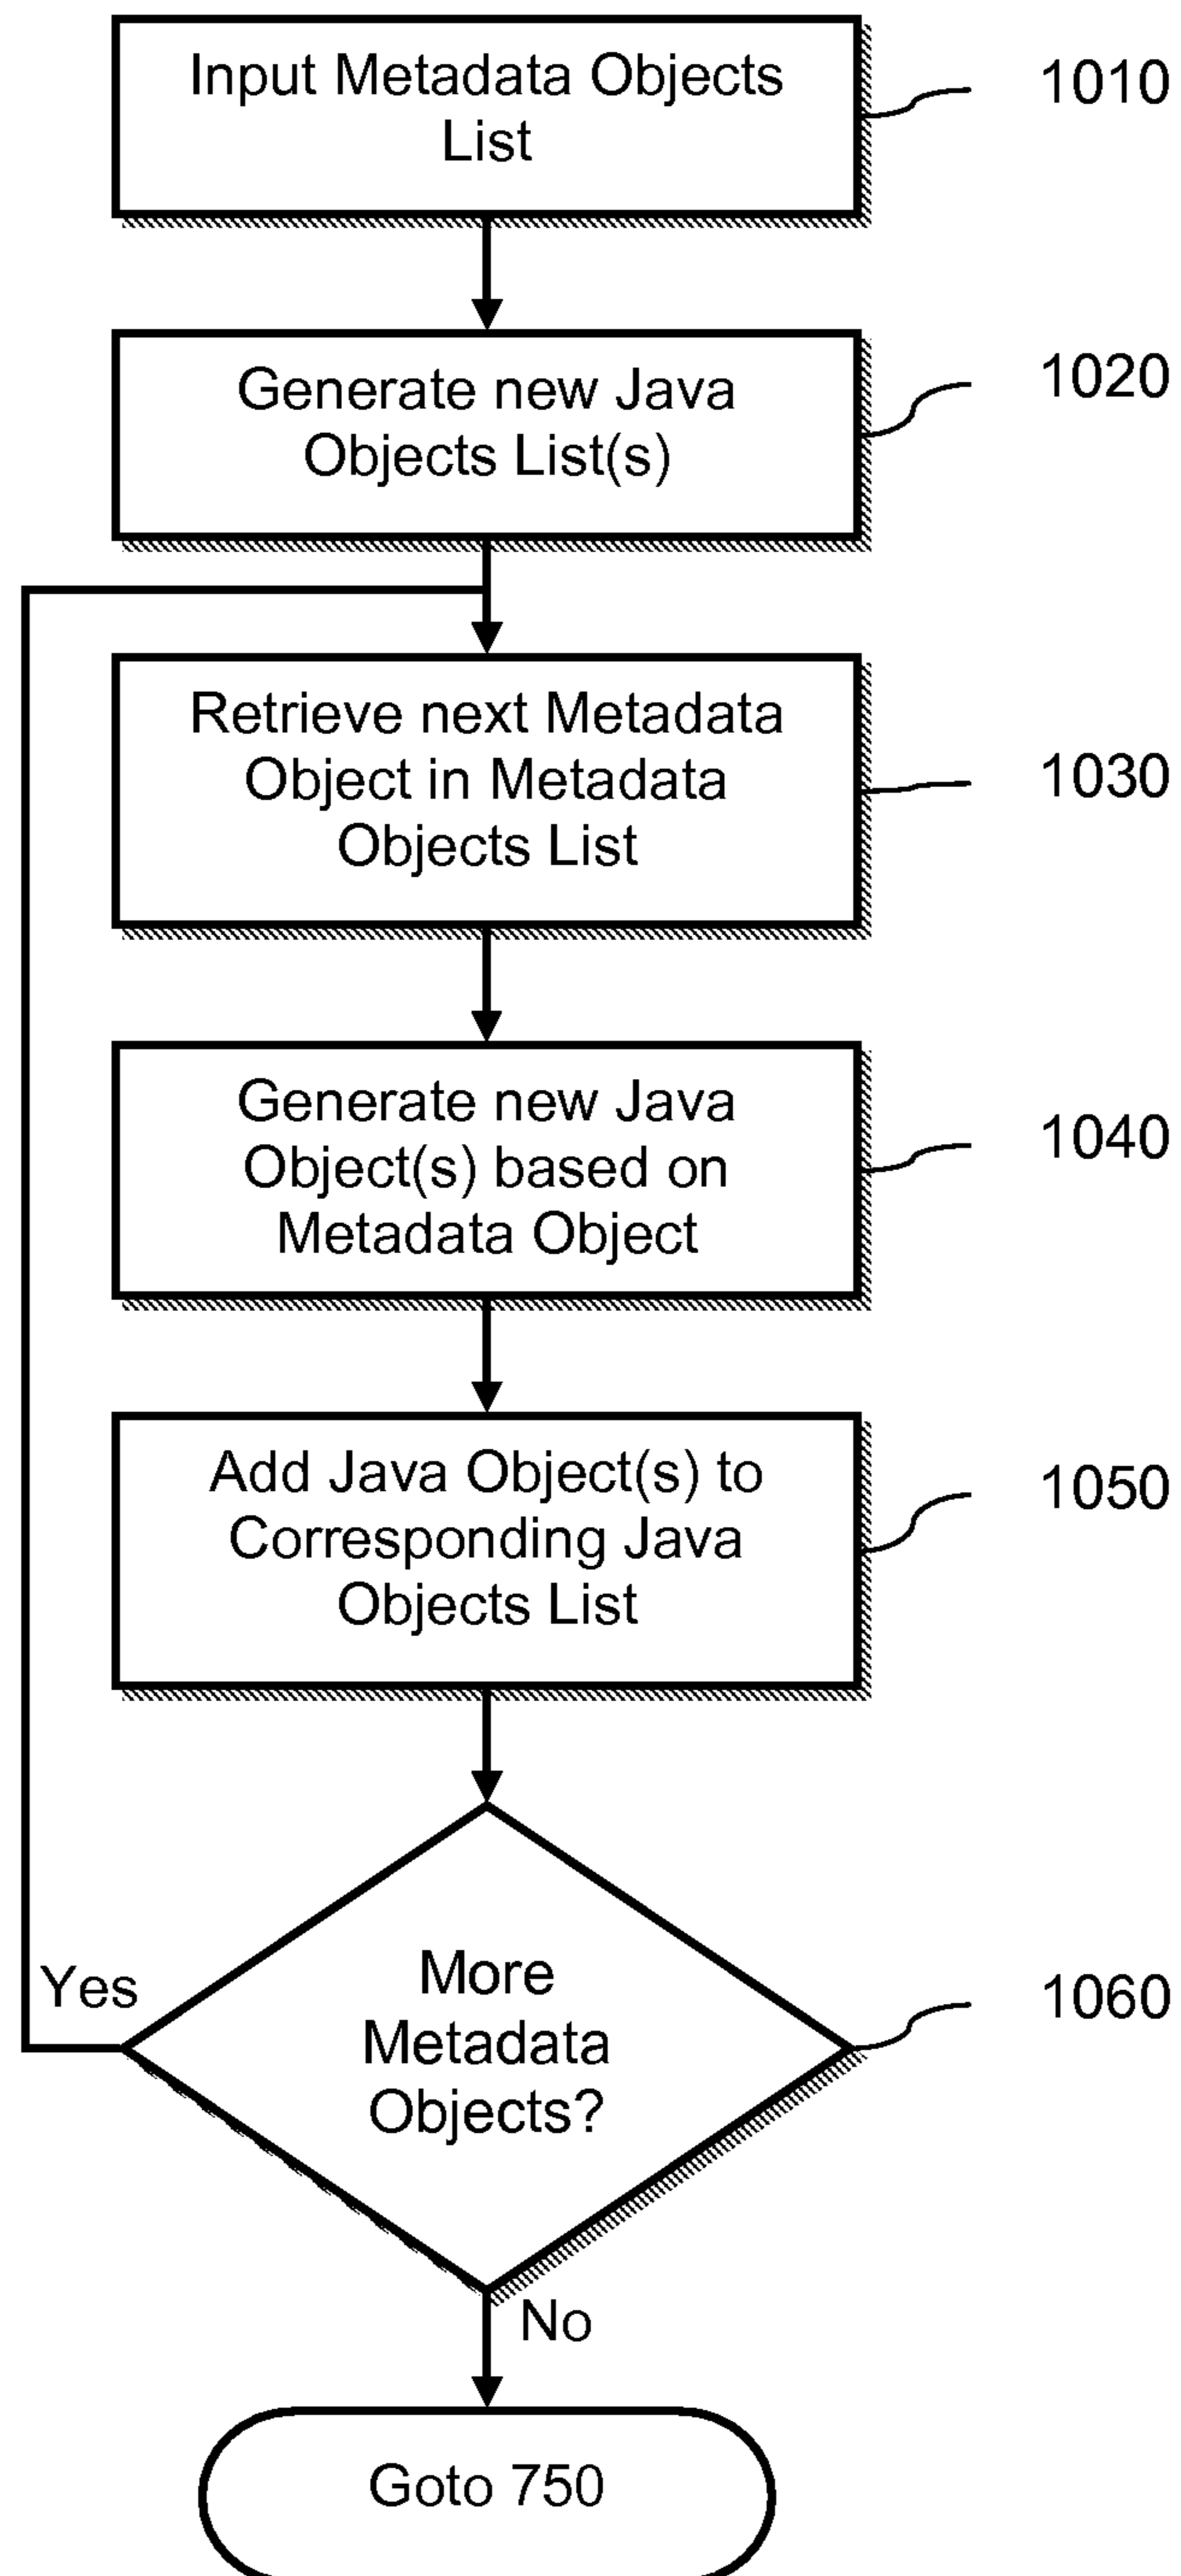 Input Metadata Objects
List
1010
Generate new Java
Objects List(s)
1020
Retrieve next Metadata
Object in Metadata
Objects List
1030
Generate new Java
Object(s) based on
Metadata Object
1040
Add Java Object(s) to
Corresponding Java
Objects List
1050
More
Metadata
Objects?
1060
Yes
No
Goto 750